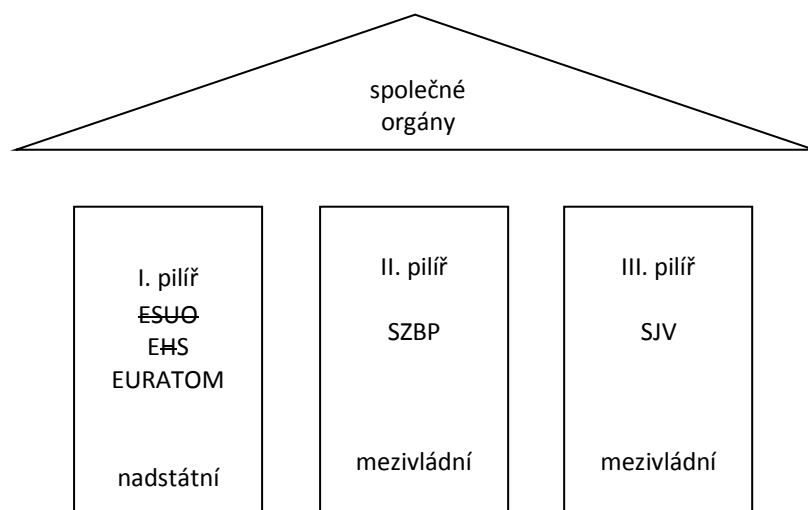 společné
orgány
I. pilíř
ESUO
EHS
EURATOM
nadstátní
II. pilíř
SZBP
mezivládní
III. pilíř
SJV
mezivládní